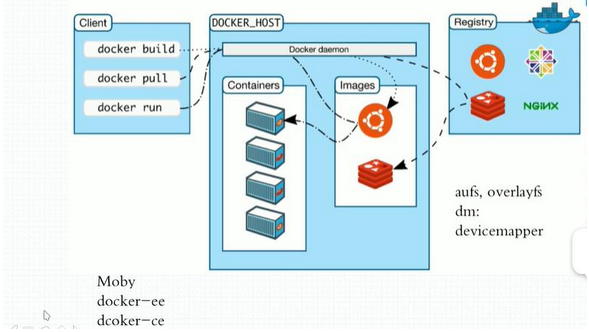 Client
docker build
docker pull
docker run
DOCKER_HOST
Docker daemon
Containers
Images
Registry
NGINX
aufs, overlayfs
dm:
devicemapper
Moby
docker-ee
dcoker-ce